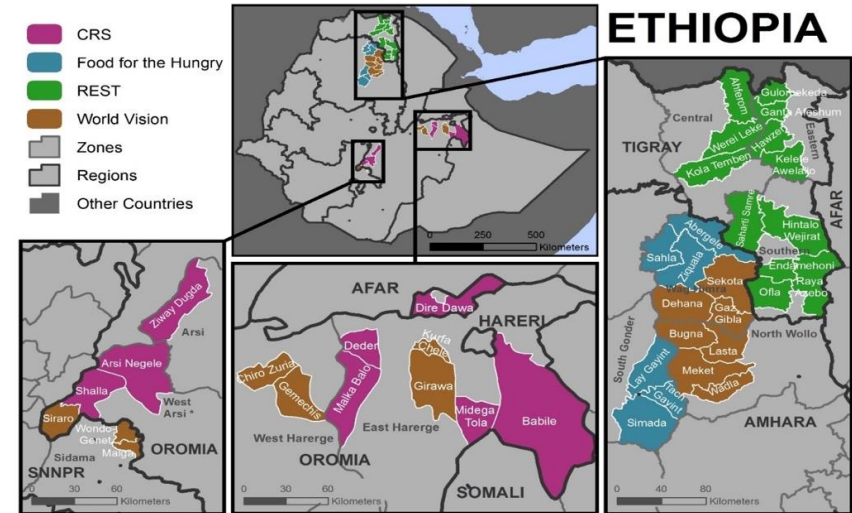 ETHIOPIA
CRS
Food for the Hungry
REST
World Vision
Zones
Regions
Other Countries
0 250 500
Kilometers
Ziway Dugda
Arsi
Arsi Negele
Shalla
West
Arsi
Siraro
Wondo
Genet
Malga
Sidama
OROMIA
SNNPR
0 30 60
Kilometers
AFAR
Dire Dawa
HARERI
Kurfa
Chelle
Deder
Chiro Zuria
Gemechis
Malka Balo
Girawa
Midega
Tola
Babile
West Harerge
East Harerge
OROMIA
SOMALI
0 30 60
Kilometers
Ahferom
Gulomekeda
Ganta Afeshum
Central
Eastern
TIGRAY
Werei Leke
Hawzen
Kola Temben
Kelete
Awelallo
AFAR
Saharti Samre
Abergele
Hintalo
Wejirat
Sahla
Ziquala
Southern
Endamehoni
Sekota
Ofla
Raya
Azebo
Dehana
Gaz
Gibla
Bugna
North Wollo
South Gonder
Lasta
Lay Gayint
Meket
Wadla
Tach
Gayint
Simada
AMHARA
0 40 80
Kilometers